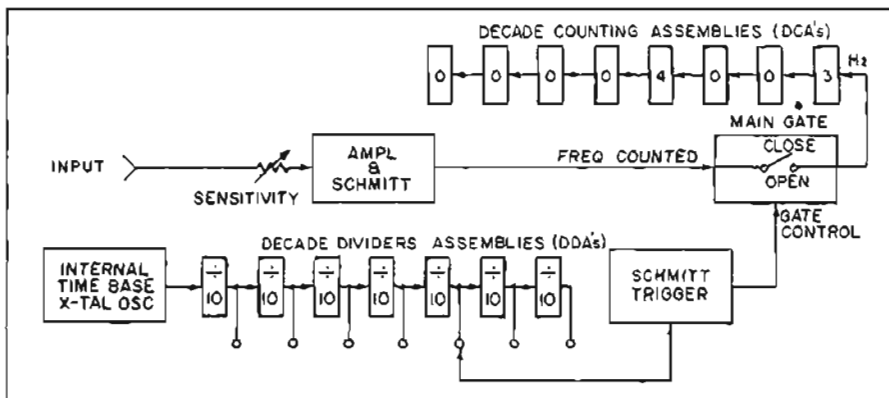 DECADE COUNTING ASSEMBLIES (DCA's)
0 0 0 0 4 0 0 3
Hz
MAIN GATE
CLOSE
OPEN
INPUT
SENSITIVITY
AMPL
&
SCHMITT
FREQ COUNTED
GATE
CONTROL
DECADE DIVIDERS ASSEMBLIES (DDA's)
INTERNAL
TIME BASE
X-TAL OSC
÷ ÷ ÷ ÷ ÷ ÷ ÷
10 10 10 10 10 10 10
SCHMITT
TRIGGER